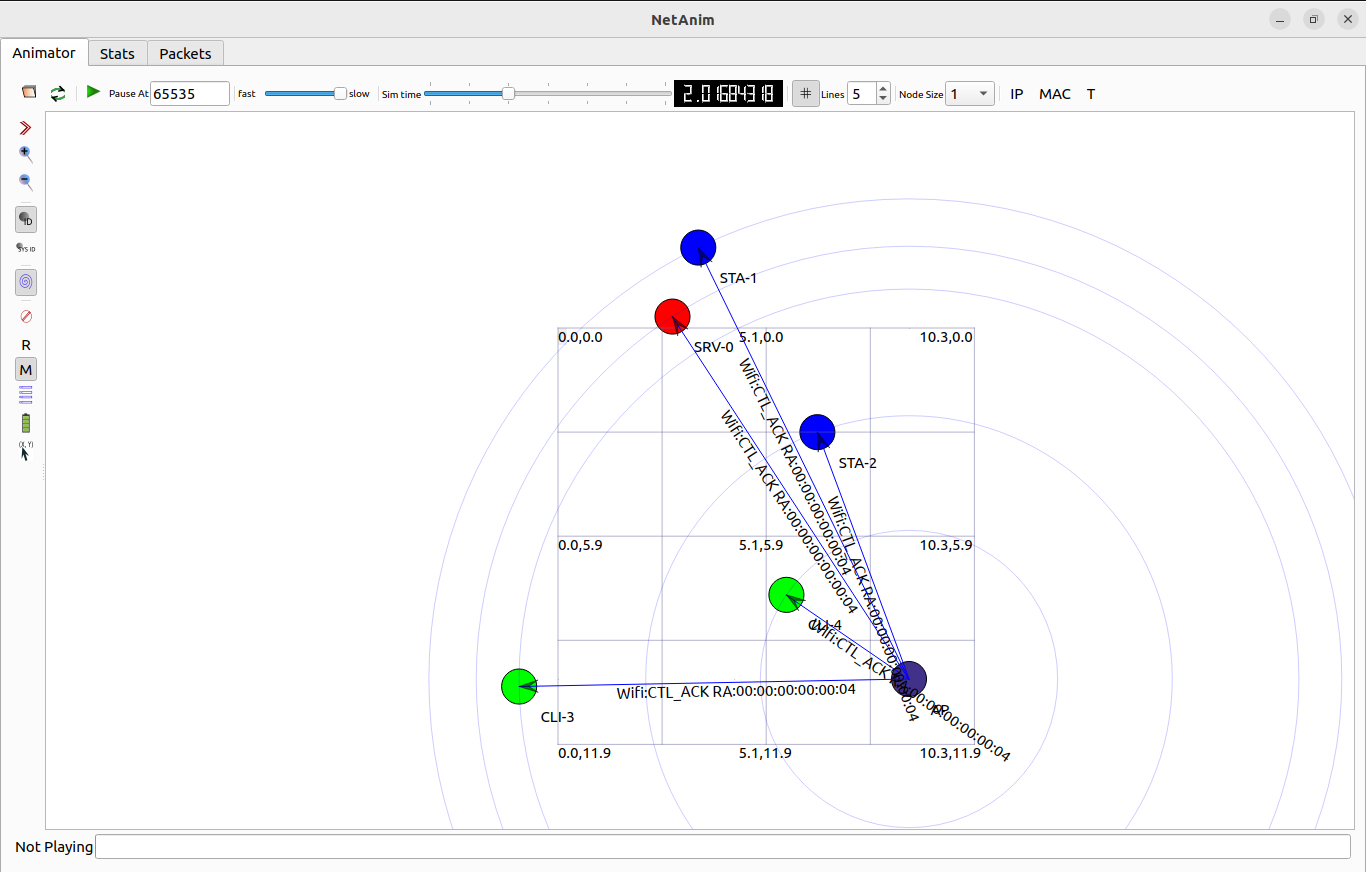 NetAnim
Animator Stats Packets
Pause At 65535 fast slow Sim time 2.01684318 Lines 5 Node Size 1 IP MAC T
ID
SYS ID
R
M
(X, Y)
STA-1
SRV-0
0.0,0.0 5.1,0.0 10.3,0.0
Wifi:CTL_ACK RA:00:00:00:00:00:04
Wifi:CTL_ACK RA:00:00:00:00:00:04
STA-2
Wifi:CTL_ACK RA:00:00:00:00:00:04
0.0,5.9 5.1,5.9 10.3,5.9
CLI-4
Wifi:CTL_ACK RA:00:00:00:00:00:04
Wifi:CTL_ACK RA:00:00:00:00:00:04
AP
CLI-3
0.0,11.9 5.1,11.9 10.3,11.9
Not Playing